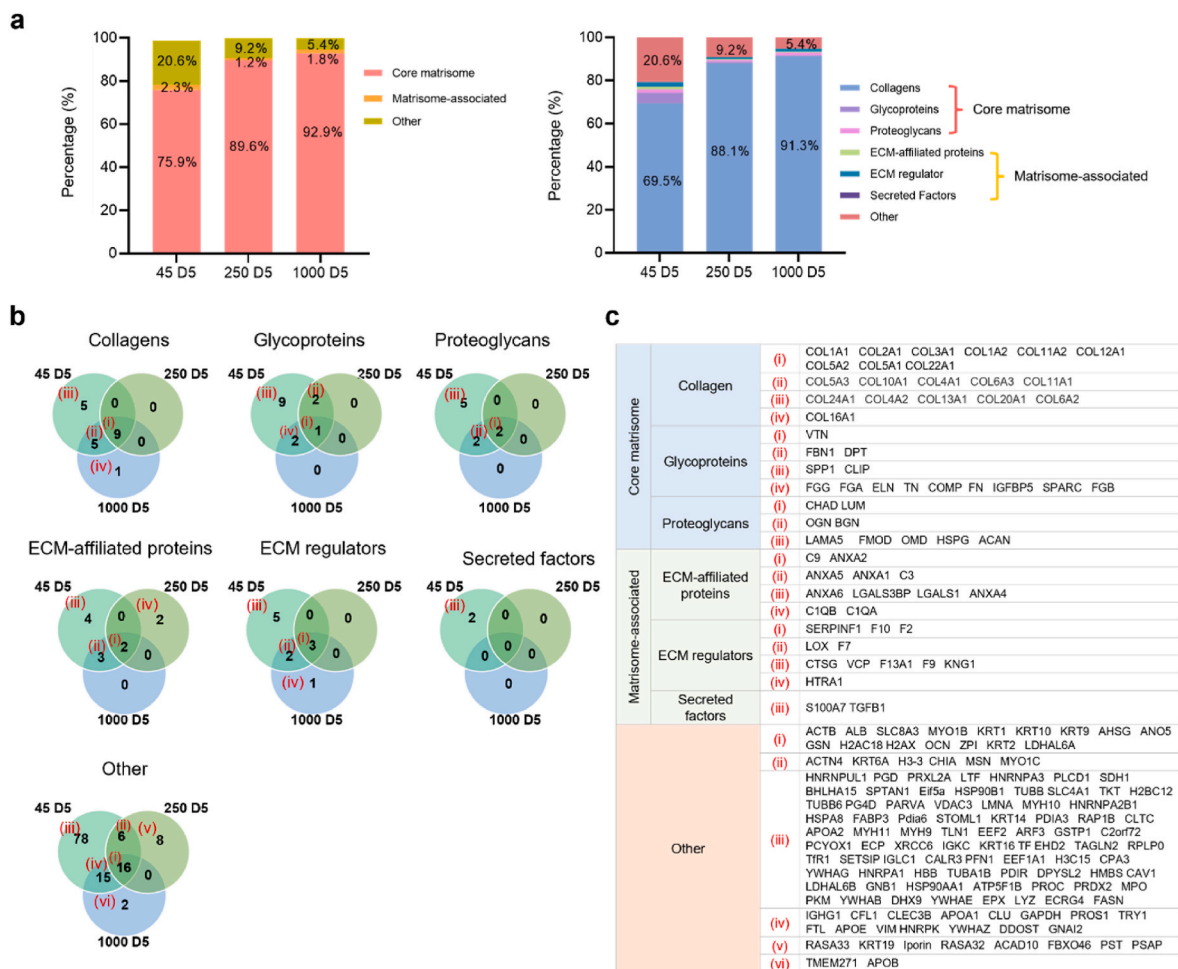 a
100
80
60
40
20
0
Percentage (%)
20.6%
2.3%
75.9%
9.2%
1.2%
89.6%
5.4%
1.8%
92.9%
45 D5
250 D5
1000 D5
Core matrisome
Matrisome-associated
Other
100
80
60
40
20
0
Percentage (%)
20.6%
69.5%
9.2%
88.1%
5.4%
91.3%
45 D5
250 D5
1000 D5
Collagens
Glycoproteins
Proteoglycans
ECM-affiliated proteins
ECM regulator
Secreted Factors
Other
Core matrisome
Matrisome-associated
b
Collagens
45 D5
250 D5
(iii)
5
0
0
(ii)
(i)
5
9
0
(iv)
1
1000 D5
Glycoproteins
45 D5
250 D5
(iii)
(ii)
9
2
0
(iv)
(i)
2
1
0
0
1000 D5
Proteoglycans
45 D5
250 D5
(iii)
5
0
0
(ii)
(i)
2
2
0
0
1000 D5
ECM-affiliated proteins
45 D5
250 D5
(iii)
(iv)
4
0
2
(ii)
(i)
3
2
0
0
1000 D5
ECM regulators
45 D5
250 D5
(iii)
5
0
0
(ii)
(i)
2
3
0
(iv)
1
1000 D5
Secreted factors
45 D5
250 D5
(iii)
2
0
0
0
0
0
0
1000 D5
Other
45 D5
250 D5
(iii)
(ii)
(v)
78
6
8
(iv)
(i)
15
16
0
(vi)
2
1000 D5
c
Core matrisome
Collagen
(i)
COL1A1 COL2A1 COL3A1 COL1A2 COL11A2 COL12A1
COL5A2 COL5A1 COL22A1
(ii)
COL5A3 COL10A1 COL4A1 COL6A3 COL11A1
(iii)
COL24A1 COL4A2 COL13A1 COL20A1 COL6A2
(iv)
COL16A1
Glycoproteins
(i)
VTN
(ii)
FBN1 DPT
(iii)
SPP1 CLIP
(iv)
FGG FGA ELN TN COMP FN IGFBP5 SPARC FGB
Proteoglycans
(i)
CHAD LUM
(ii)
OGN BGN
(iii)
LAMA5 FMOD OMD HSPG ACAN
Matrisome-associated
ECM-affiliated
proteins
(i)
C9 ANXA2
(ii)
ANXA5 ANXA1 C3
(iii)
ANXA6 LGALS3BP LGALS1 ANXA4
(iv)
C1QB C1QA
ECM regulators
(i)
SERPINF1 F10 F2
(ii)
LOX F7
(iii)
CTSG VCP F13A1 F9 KNG1
(iv)
HTRA1
Secreted
factors
(iii)
S100A7 TGFB1
Other
(i)
ACTB ALB SLC8A3 MYO1B KRT1 KRT10 KRT9 AHSG ANO5
GSN H2AC18 H2AX OCN ZPI KRT2 LDHAL6A
(ii)
ACTN4 KRT6A H3-3 CHIA MSN MYO1C
(iii)
HNRNPUL1 PGD PRXL2A LTF HNRNPA3 PLCD1 SDH1
BHLHA15 SPTAN1 Eif5a HSP90B1 TUBB SLC4A1 TKT H2BC12
TUBB6 PG4D PARVA VDAC3 LMNA MYH10 HNRNPA2B1
HSPA8 FABP3 Pdia6 STOML1 KRT14 PDIA3 RAP1B CLTC
APOA2 MYH11 MYH9 TLN1 EEF2 ARF3 GSTP1 C2orf72
PCYOX1 ECP XRCC6 IGKC KRT16 TF EHD2 TAGLN2 RPLP0
TfR1 SETSIP IGLC1 CALR3 PFN1 EEF1A1 H3C15 CPA3
YWHAG HNRPA1 HBB TUBA1B PDIR DPYSL2 HMBS CAV1
LDHAL6B GNB1 HSP90AA1 ATP5F1B PROC PRDX2 MPO
PKM YWHAB DHX9 YWHAE EPX LYZ ECRG4 FASN
(iv)
IGHG1 CFL1 CLEC3B APOA1 CLU GAPDH PROS1 TRY1
FTL APOE VIM HNRPK YWHAZ DDOST GNAI2
(v)
RASA33 KRT19 Iporin RASA32 ACAD10 FBXO46 PST PSAP
(vi)
TMEM271 APOB